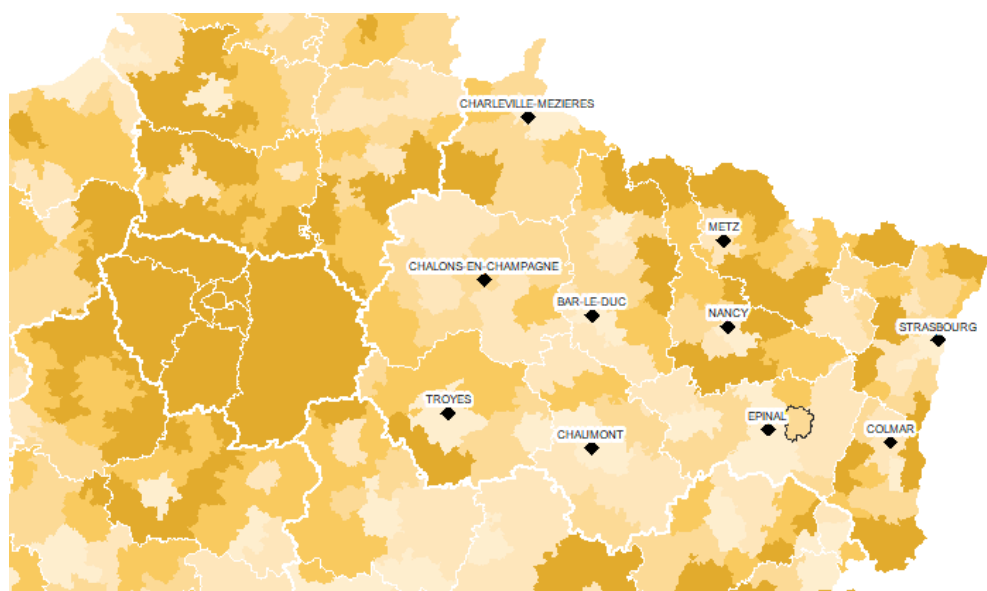 CHARLEVILLE-MEZIERES
METZ
CHALONS-EN-CHAMPAGNE
BAR-LE-DUC
NANCY
STRASBOURG
TROYES
EPINAL
CHAUMONT
COLMAR